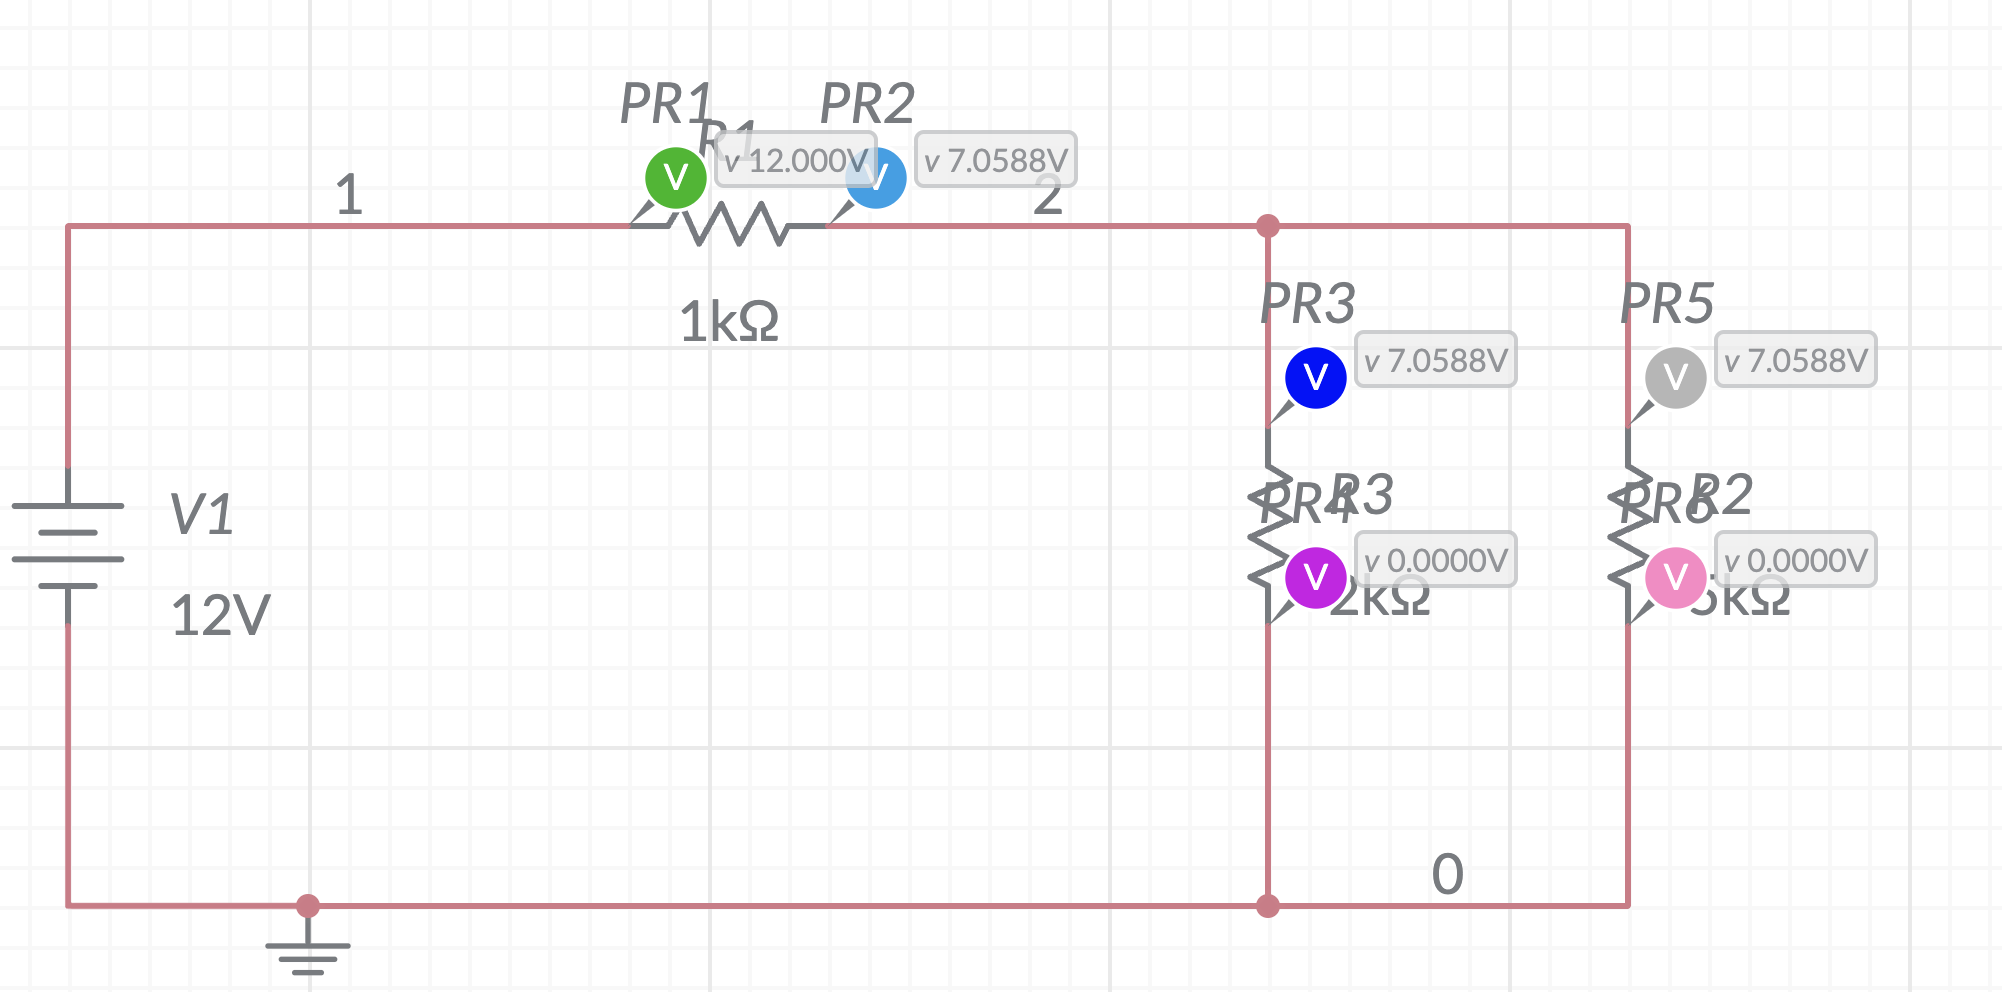 PR1
PR2
R1
v 12.000V
V
v 7.0588V
V
1
2
1kΩ
PR3
PR5
V
v 7.0588V
V
v 7.0588V
V1
12V
PR4
R3
PR6
R2
V
v 0.0000V
V
v 0.0000V
2kΩ
5kΩ
0